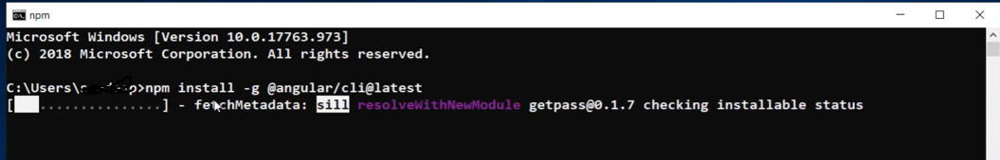 npm
Microsoft Windows [Version 10.0.17763.973]
(c) 2018 Microsoft Corporation. All rights reserved.
C:\Users\ >npm install -g @angular/cli@latest
[ ...............] - fetchMetadata: sill resolveWithNewModule getpass@0.1.7 checking installable status